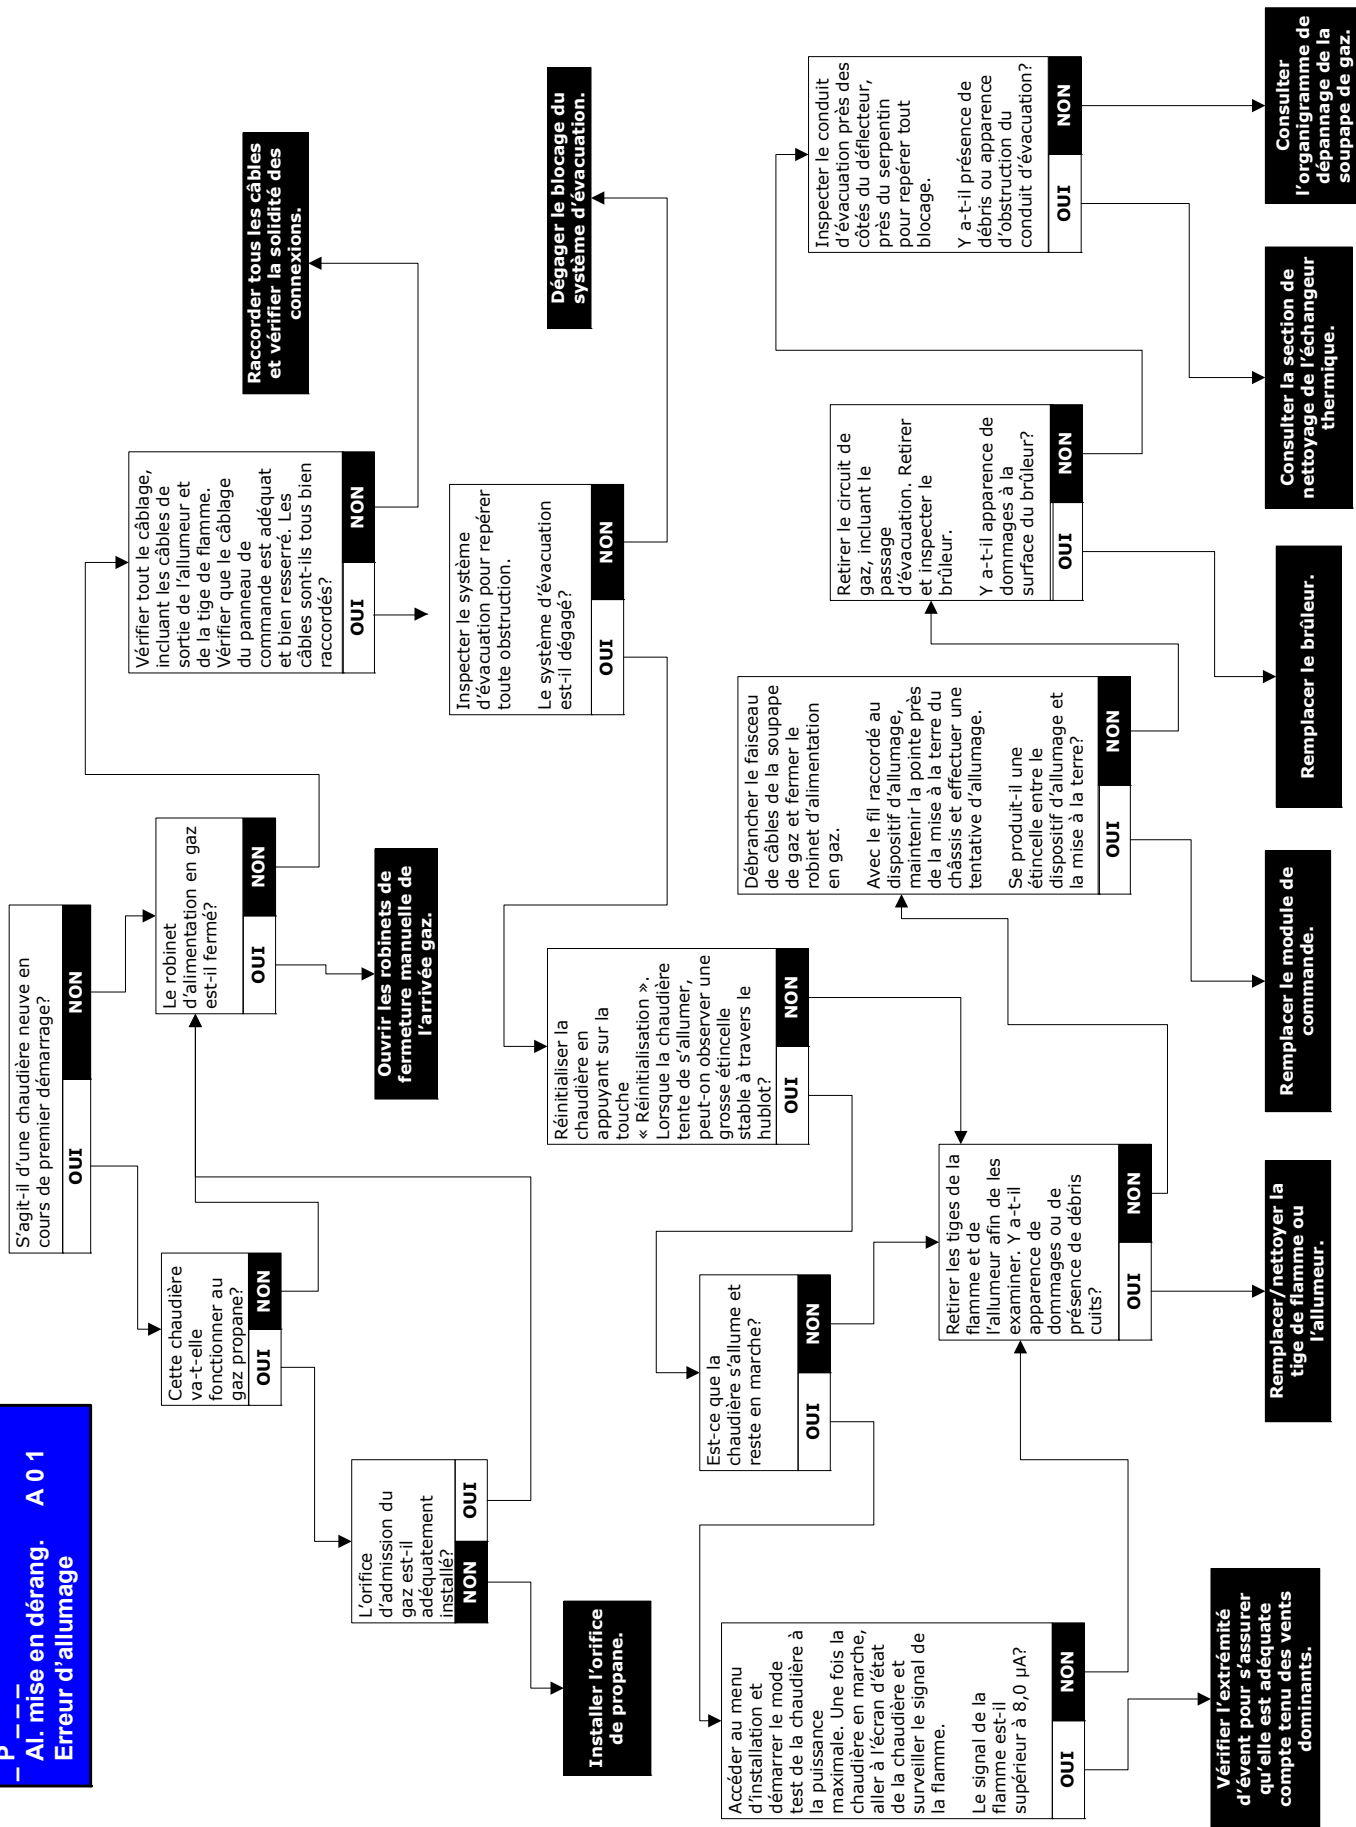 _ P _ _ _
Al. mise en dérang. A 0 1
Erreur d'allumage
S'agit-il d'une chaudière neuve en
cours de premier démarrage?
OUI
NON
Cette chaudière
va-t-elle
fonctionner au
gaz propane?
OUI
NON
Le robinet
d'alimentation en gaz
est-il fermé?
OUI
NON
Vérifier tout le câblage,
incluant les câbles de
sortie de l'allumeur et
de la tige de flamme.
Vérifier que le câblage
du panneau de
commande est adéquat
et bien resserré. Les
câbles sont-ils tous bien
raccordés?
OUI
NON
Raccorder tous les câbles
et vérifier la solidité des
connexions.
L'orifice
d'admission du
gaz est-il
adéquatement
installé?
NON
OUI
Ouvrir les robinets de
fermeture manuelle de
l'arrivée gaz.
Inspecter le système
d'évacuation pour repérer
toute obstruction.
Le système d'évacuation
est-il dégagé?
OUI
NON
Dégager le blocage du
système d'évacuation.
Installer l'orifice
de propane.
Réinitialiser la
chaudière en
appuyant sur la
touche
« Réinitialisation ».
Lorsque la chaudière
tente de s'allumer,
peut-on observer une
grosse étincelle
stable à travers le
hublot?
OUI
NON
Est-ce que la
chaudière s'allume et
reste en marche?
OUI
NON
Accéder au menu
d'installation et
démarrer le mode
test de la chaudière à
la puissance
maximale. Une fois la
chaudière en marche,
aller à l'écran d'état
de la chaudière et
surveiller le signal de
la flamme.
Le signal de la
flamme est-il
supérieur à 8,0 µA?
OUI
NON
Retirer les tiges de la
flamme et de
l'allumeur afin de les
examiner. Y a-t-il
apparence de
dommages ou de
présence de débris
cuits?
OUI
NON
Débrancher le faisceau
de câbles de la soupape
de gaz et fermer le
robinet d'alimentation
en gaz.
Avec le fil raccordé au
dispositif d'allumage,
maintenir la pointe près
de la mise à la terre du
châssis et effectuer une
tentative d'allumage.
Se produit-il une
étincelle entre le
dispositif d'allumage et
la mise à la terre?
OUI
NON
Retirer le circuit de
gaz, incluant le
passage
d'évacuation. Retirer
et inspecter le
brûleur.
Y a-t-il apparence de
dommages à la
surface du brûleur?
OUI
NON
Inspecter le conduit
d'évacuation près des
côtés du déflecteur,
près du serpentin
pour repérer tout
blocage.
Y a-t-il présence de
débris ou apparence
d'obstruction du
conduit d'évacuation?
OUI
NON
Vérifier l'extrémité
d'évent pour s'assurer
qu'elle est adéquate
compte tenu des vents
dominants.
Remplacer/nettoyer la
tige de flamme ou
l'allumeur.
Remplacer le module de
commande.
Remplacer le brûleur.
Consulter la section de
nettoyage de l'échangeur
thermique.
Consulter
l'organigramme de
dépannage de la
soupape de gaz.